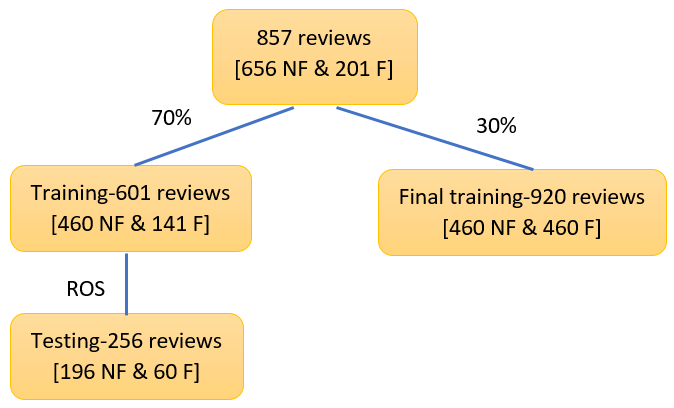 857 reviews
[656 NF & 201 F]
70%
30%
Training-601 reviews
[460 NF & 141 F]
Final training-920 reviews
[460 NF & 460 F]
ROS
Testing-256 reviews
[196 NF & 60 F]